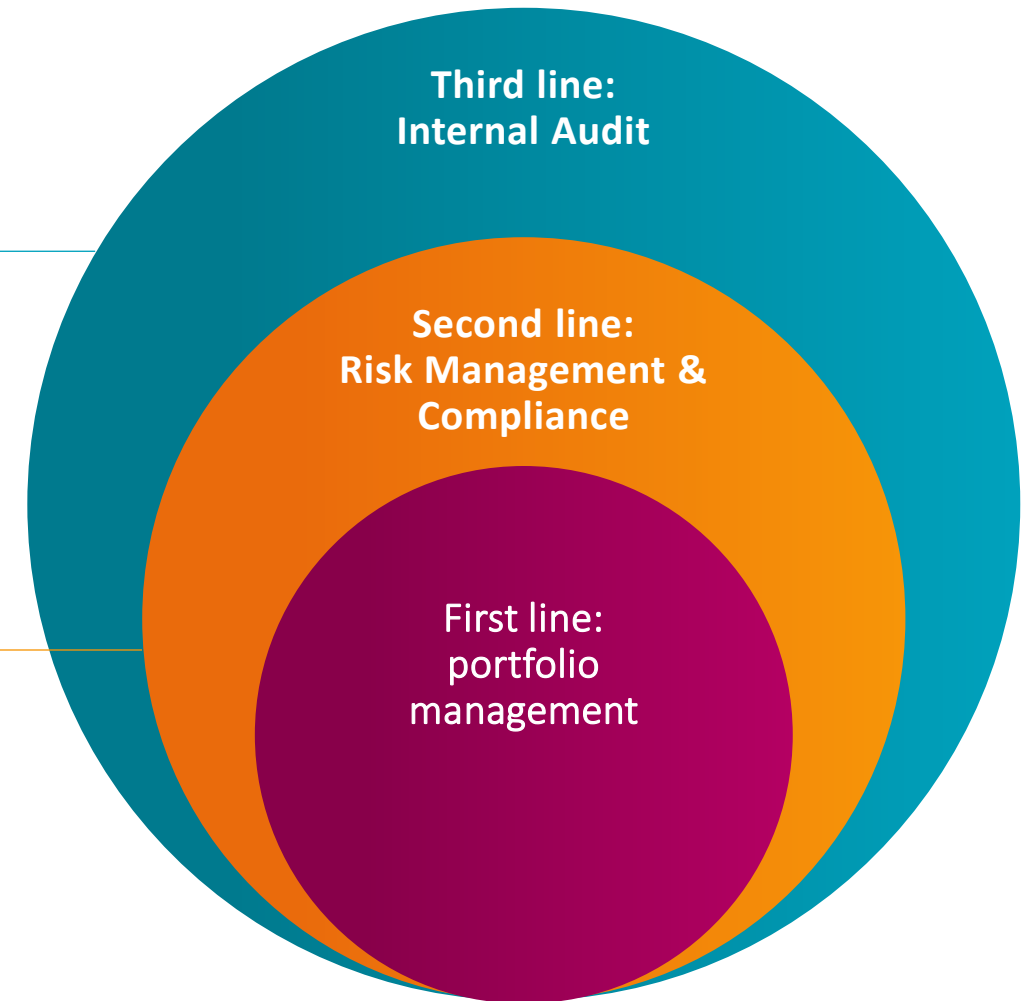 Third line:
Internal Audit
Second line:
Risk Management &
Compliance
First line:
portfolio
management